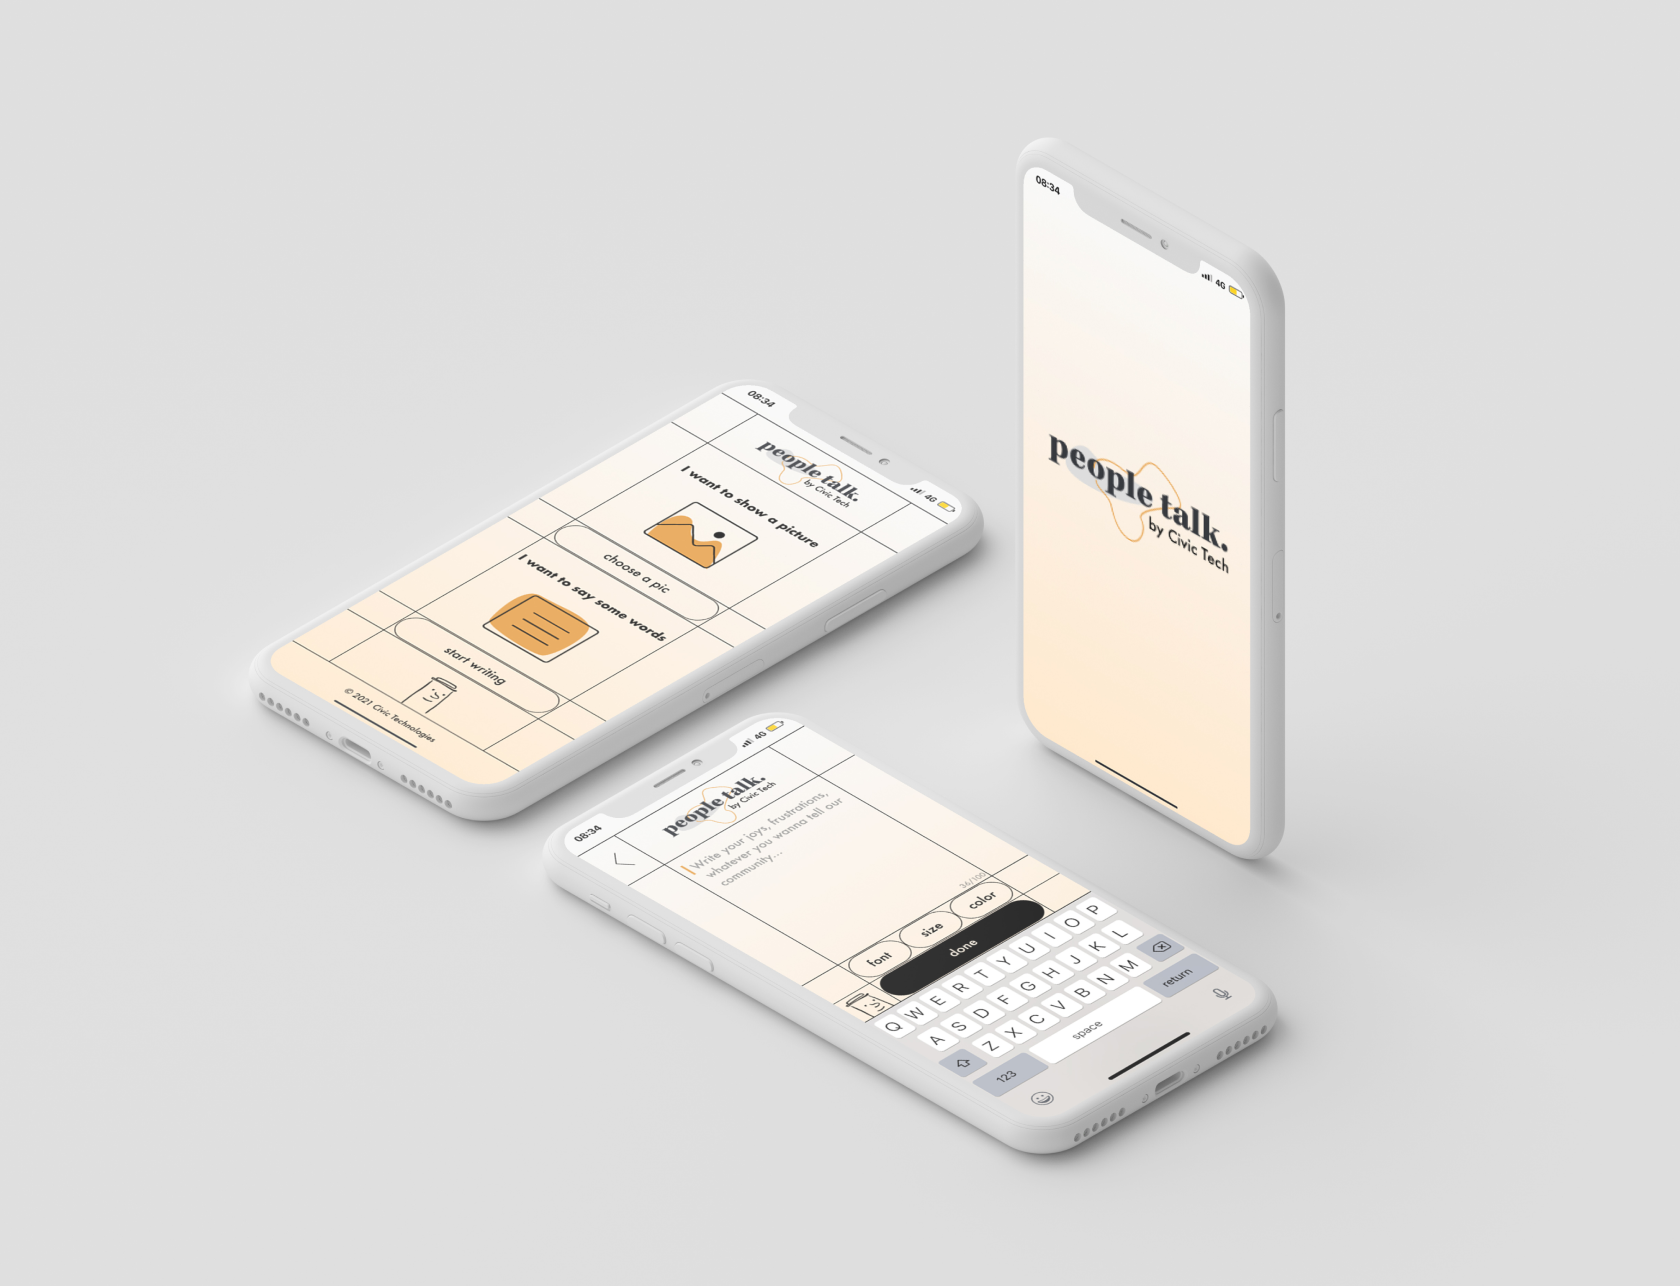 08:34
4G
people talk.
by Civic Tech
I want to show a picture
choose a pic
I want to say some words
start writing
© 2021 Civic Technologies
08:34
4G
people talk.
by Civic Tech
08:34
4G
people talk.
by Civic Tech
Write your joys, frustrations,
whatever you wanna tell our
community...
36/100
font size color
done
Q W E R T Y U I O P
A S D F G H J K L
Z X C V B N M
123 space return